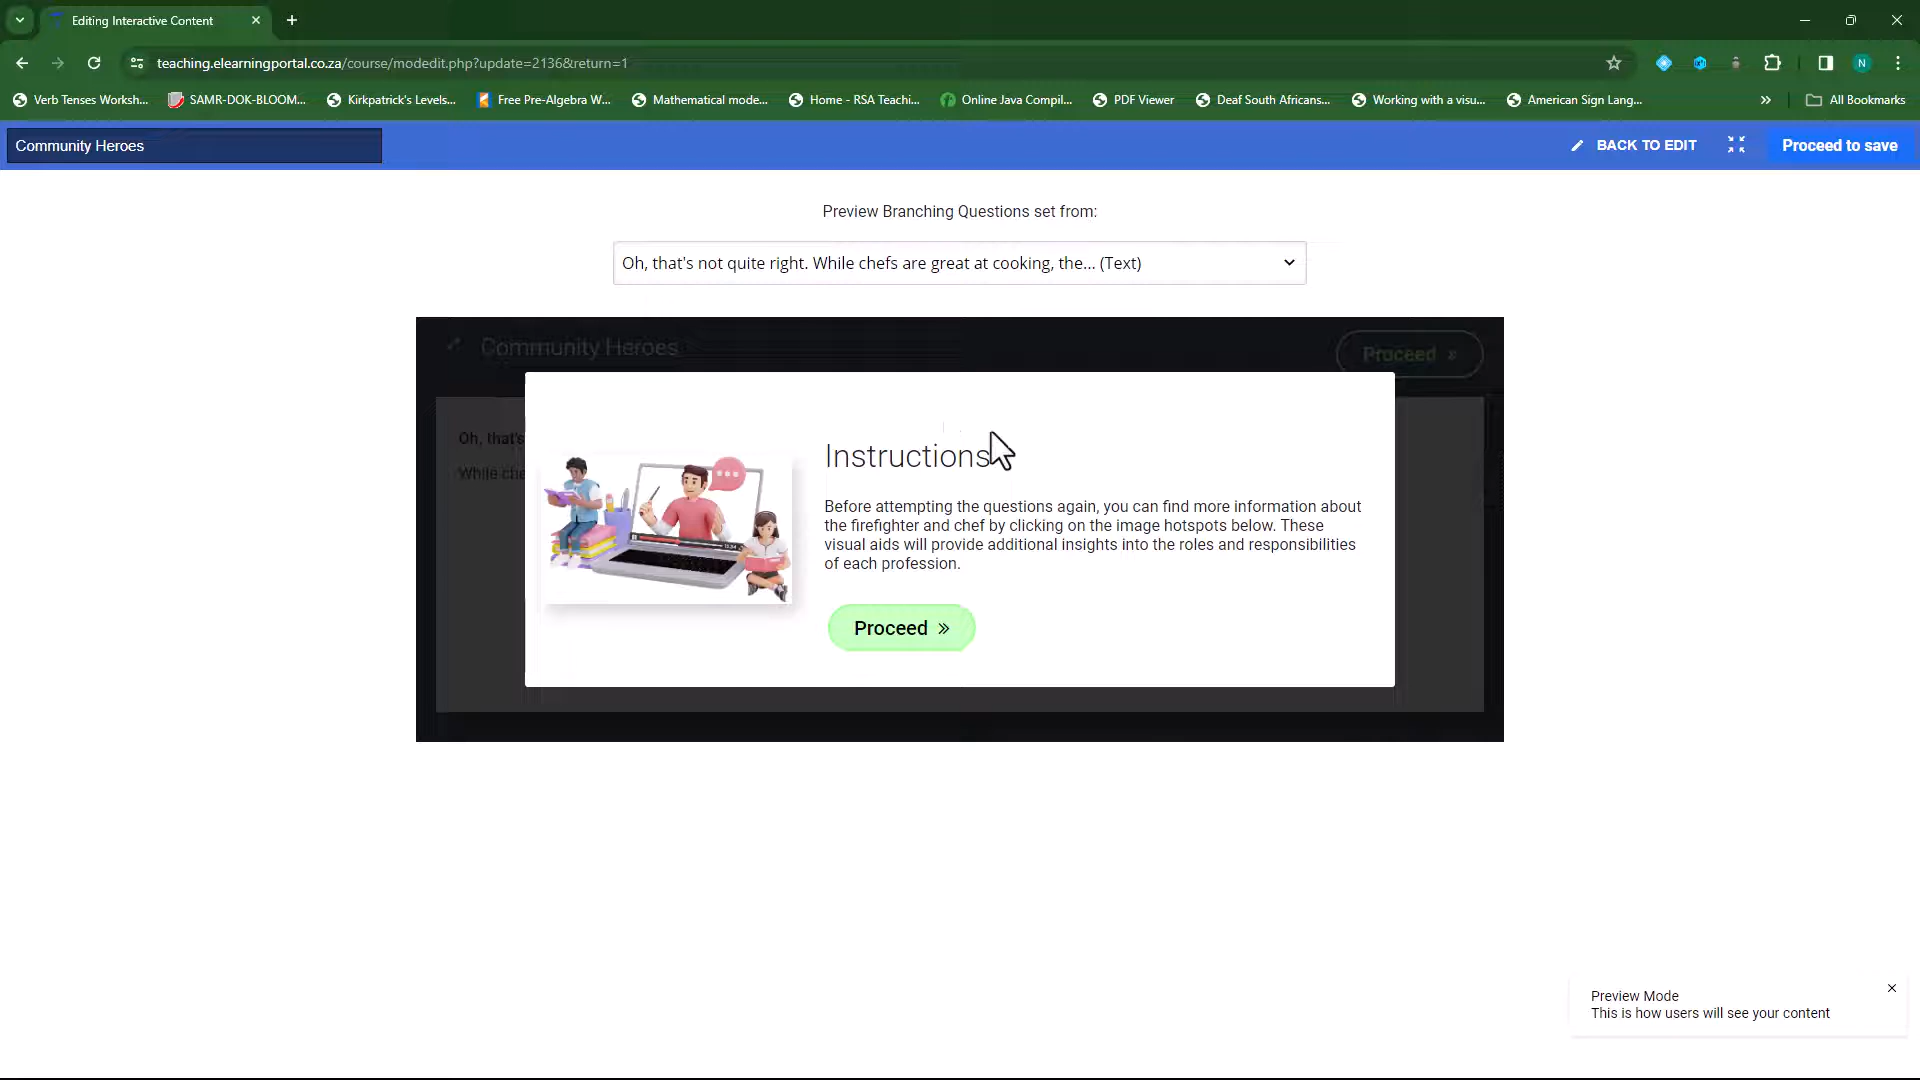 Editing Interactive Content
teaching.elearningportal.co.za/course/modedit.php?update=2136&return=1
N
Verb Tenses Worksh... SAMR-DOK-BLOOM... Kirkpatrick's Levels... Free Pre-Algebra W... Mathematical mode... Home - RSA Teachi... Online Java Compil... PDF Viewer Deaf South Africans... Working with a visu... American Sign Lang... » All Bookmarks
Community Heroes
BACK TO EDIT
Proceed to save
Preview Branching Questions set from:
Oh, that's not quite right. While chefs are great at cooking, the... (Text)
Community Heroes
Proceed »
Oh, that's
While che
Instructions
Before attempting the questions again, you can find more information about
the firefighter and chef by clicking on the image hotspots below. These
visual aids will provide additional insights into the roles and responsibilities
of each profession.
Proceed »
Preview Mode
This is how users will see your content